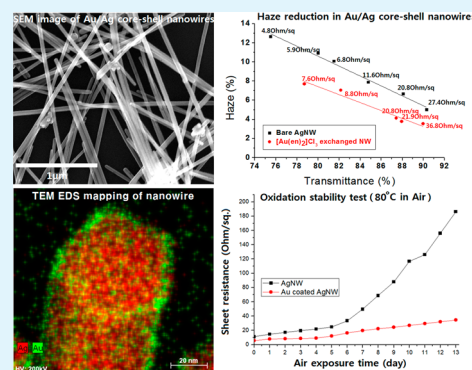 SEM image of Au/Ag core-shell nanowires
1um
Haze reduction in Au/Ag core-shell nanowire
Haze (%)
14
12
10
8
6
4
2
0
4.8Ohm/sq
5.9Ohm/sq
6.8Ohm/sq
11.6Ohm/sq
20.8Ohm/sq
27.4Ohm/sq
7.6Ohm/sq
8.8Ohm/sq
20.8Ohm/sq
21.9Ohm/sq
36.8Ohm/sq
Bare AgNW
[Au(en)2]Cl3 exchanged NW
74 76 78 80 82 84 86 88 90 92 94
Transmittance (%)
TEM EDS mapping of nanowire
Au
HV: 200kV
20 nm
Oxidation stability test (80°C in Air)
Sheet resistance (Ohm/sq.)
200
180
160
140
120
100
80
60
40
20
0
AgNW
Au coated AgNW
0 1 2 3 4 5 6 7 8 9 10 11 12 13
Air exposure time (day)